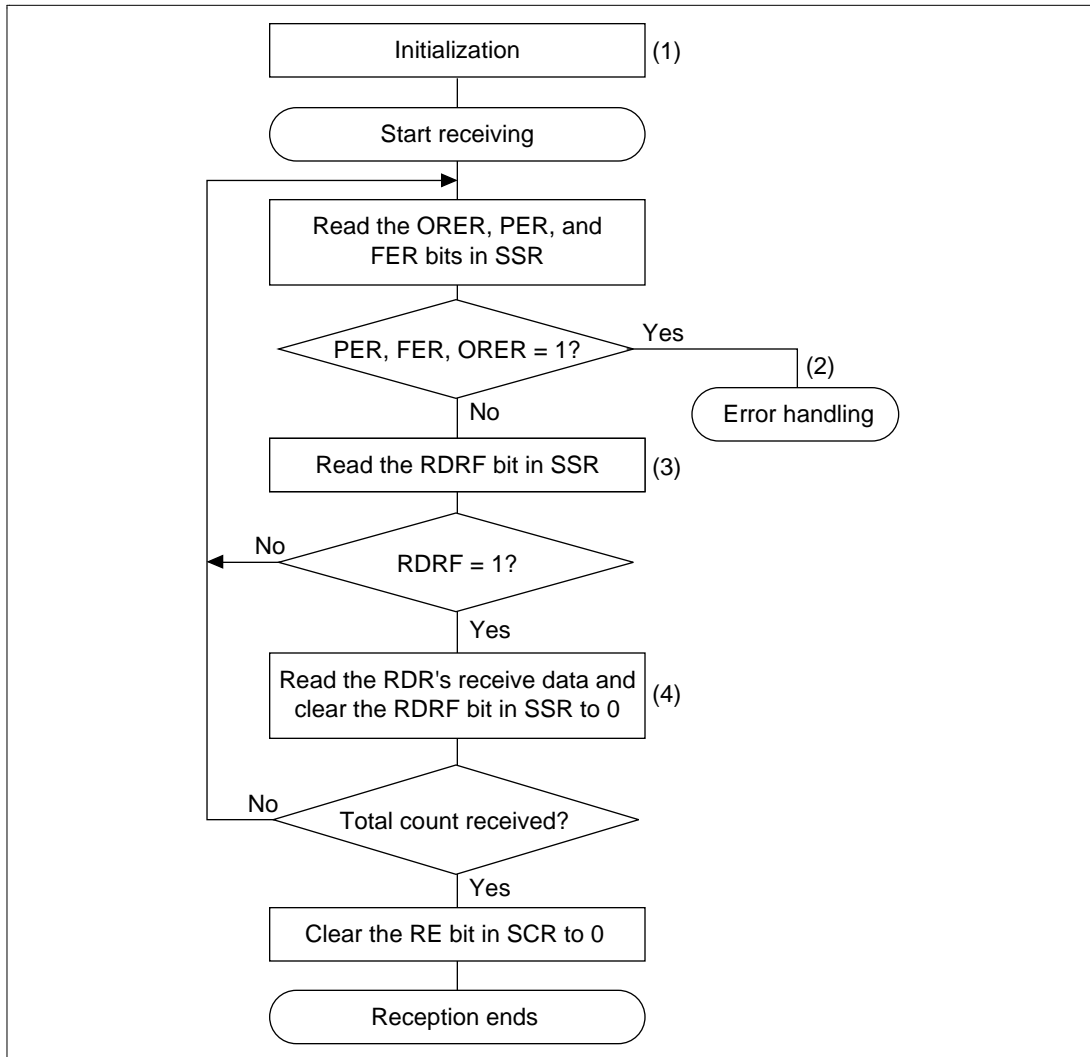 Initialization
(1)
Start receiving
Read the ORER, PER, and
FER bits in SSR
PER, FER, ORER = 1?
Yes
(2)
Error handling
No
Read the RDRF bit in SSR
(3)
No
RDRF = 1?
Yes
Read the RDR's receive data and
clear the RDRF bit in SSR to 0
(4)
No
Total count received?
Yes
Clear the RE bit in SCR to 0
Reception ends